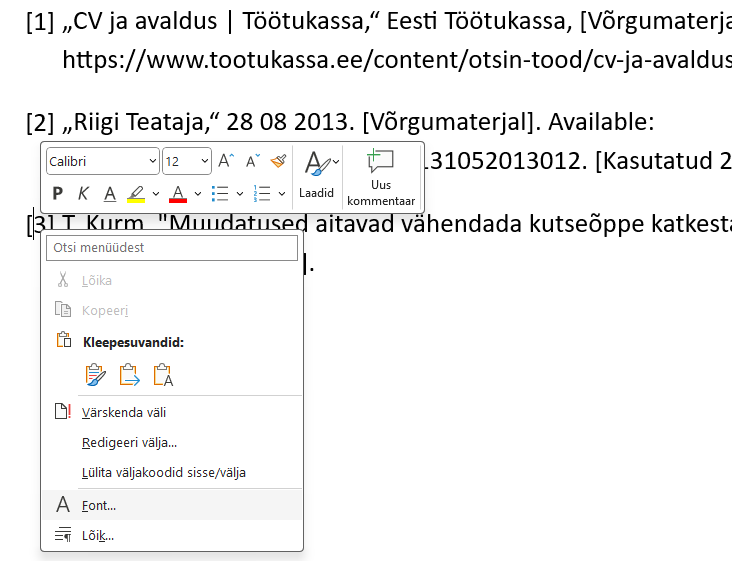 [1] „CV ja avaldus | Töötukassa,“ Eesti Töötukassa, [Võrgumaterja
https://www.tootukassa.ee/content/otsin-tood/cv-ja-avaldus
[2] „Riigi Teataja,“ 28 08 2013. [Võrgumaterjal]. Available:
131052013012. [Kasutatud 2
Calibri 12 A A
P K A A Laadid Uus kommentaar
[3] T. Kurm, "Muudatused aitavad vähendada kutseõppe katkesta
].
Otsi menüüdest
Lõika
Kopeeri
Kleepesuvandid:
Värskenda väli
Redigeeri välja...
Lülita väljakoodid sisse/välja
Font...
Lõik...